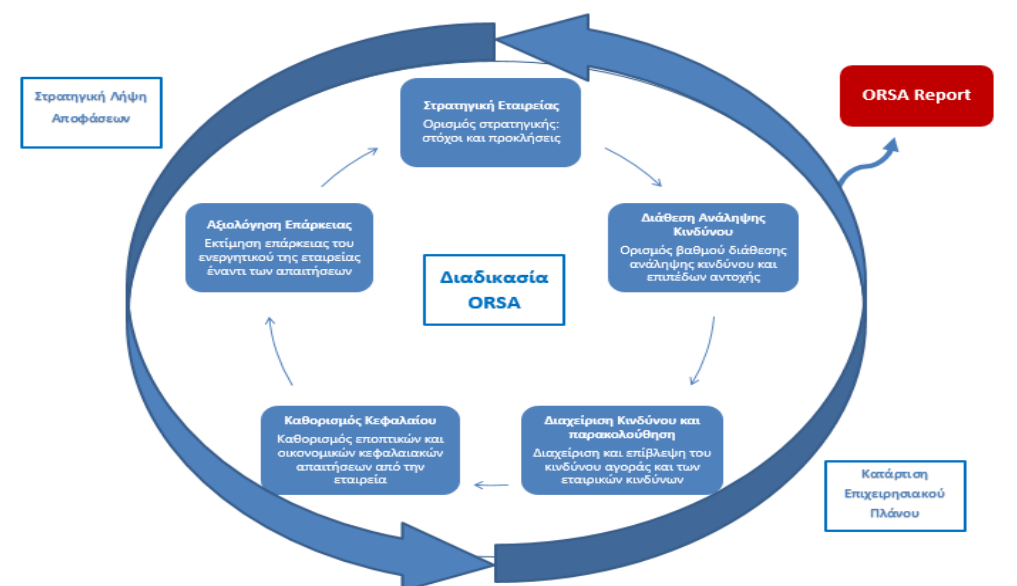 Στρατηγική Λήψη
Αποφάσεων
Στρατηγική Εταιρείας
Ορισμός στρατηγικής:
στόχοι και προκλήσεις
ORSA Report
Αξιολόγηση Επάρκειας
Εκτίμηση επάρκειας του
ενεργητικού της εταιρείας
έναντι των απαιτήσεων
Διάθεση Ανάληψης
Κινδύνου
Ορισμός βαθμού διάθεσης
ανάληψης κινδύνου και
επιπέδων αντοχής
Διαδικασία
ORSA
Καθορισμός Κεφαλαίου
Καθορισμός εποπτικών και
οικονομικών κεφαλαιακών
απαιτήσεων από την
εταιρεία
Διαχείριση Κινδύνου και
παρακολούθηση
Διαχείριση και επίβλεψη του
κινδύνου αγοράς και των
εταιρικών κινδύνων
Κατάρτιση
Επιχειρησιακού
Πλάνου